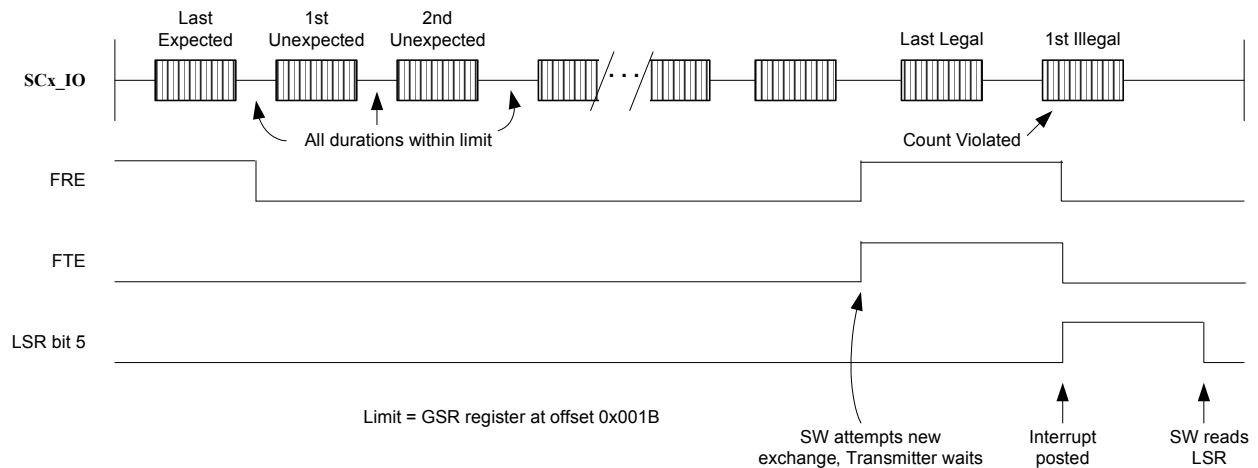 Last
Expected
1st
Unexpected
2nd
Unexpected
Last Legal
1st Illegal
SCx_IO
. . .
All durations within limit
Count Violated
FRE
FTE
LSR bit 5
Limit = GSR register at offset 0x001B
SW attempts new
exchange, Transmitter waits
Interrupt
posted
SW reads
LSR